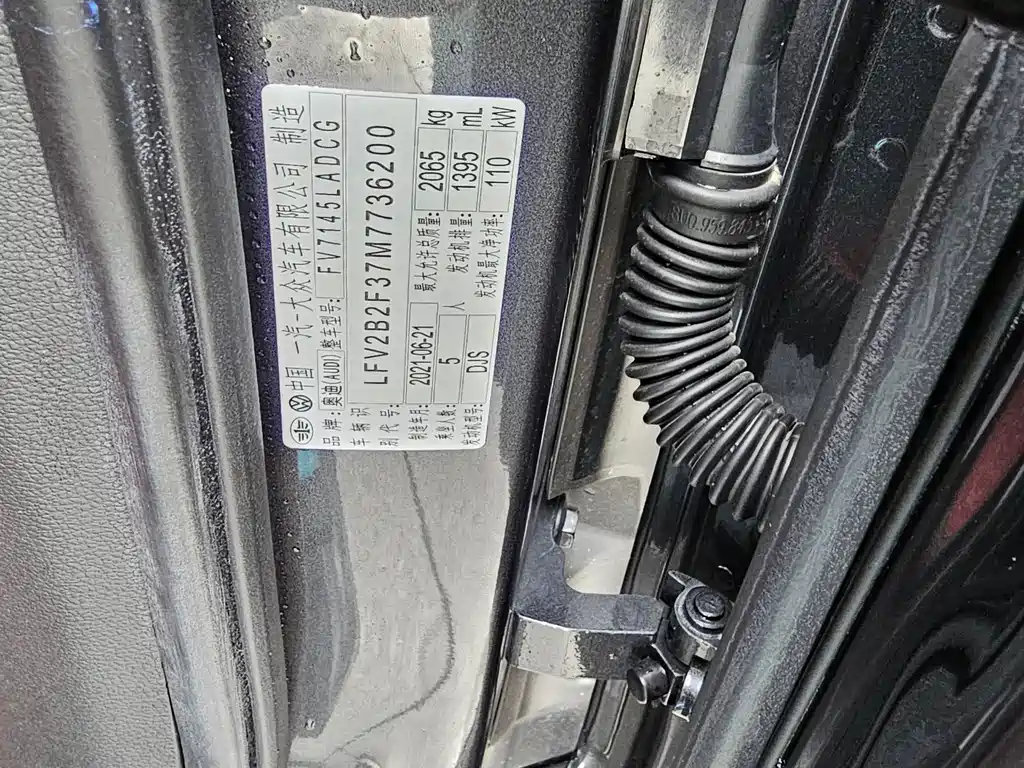 中国 一汽-大众汽车有限公司 制造
品牌: 奥迪(AUDI) 整车型号: FV7145LADCG
车辆识别代号: LFV2B2F37M7736200
制造年月: 2021-06-21 最大允许总质量: 2065 kg
乘坐人数: 5 人 发动机排量: 1395 mL
发动机型号: DJS 发动机最大净功率: 110 kW